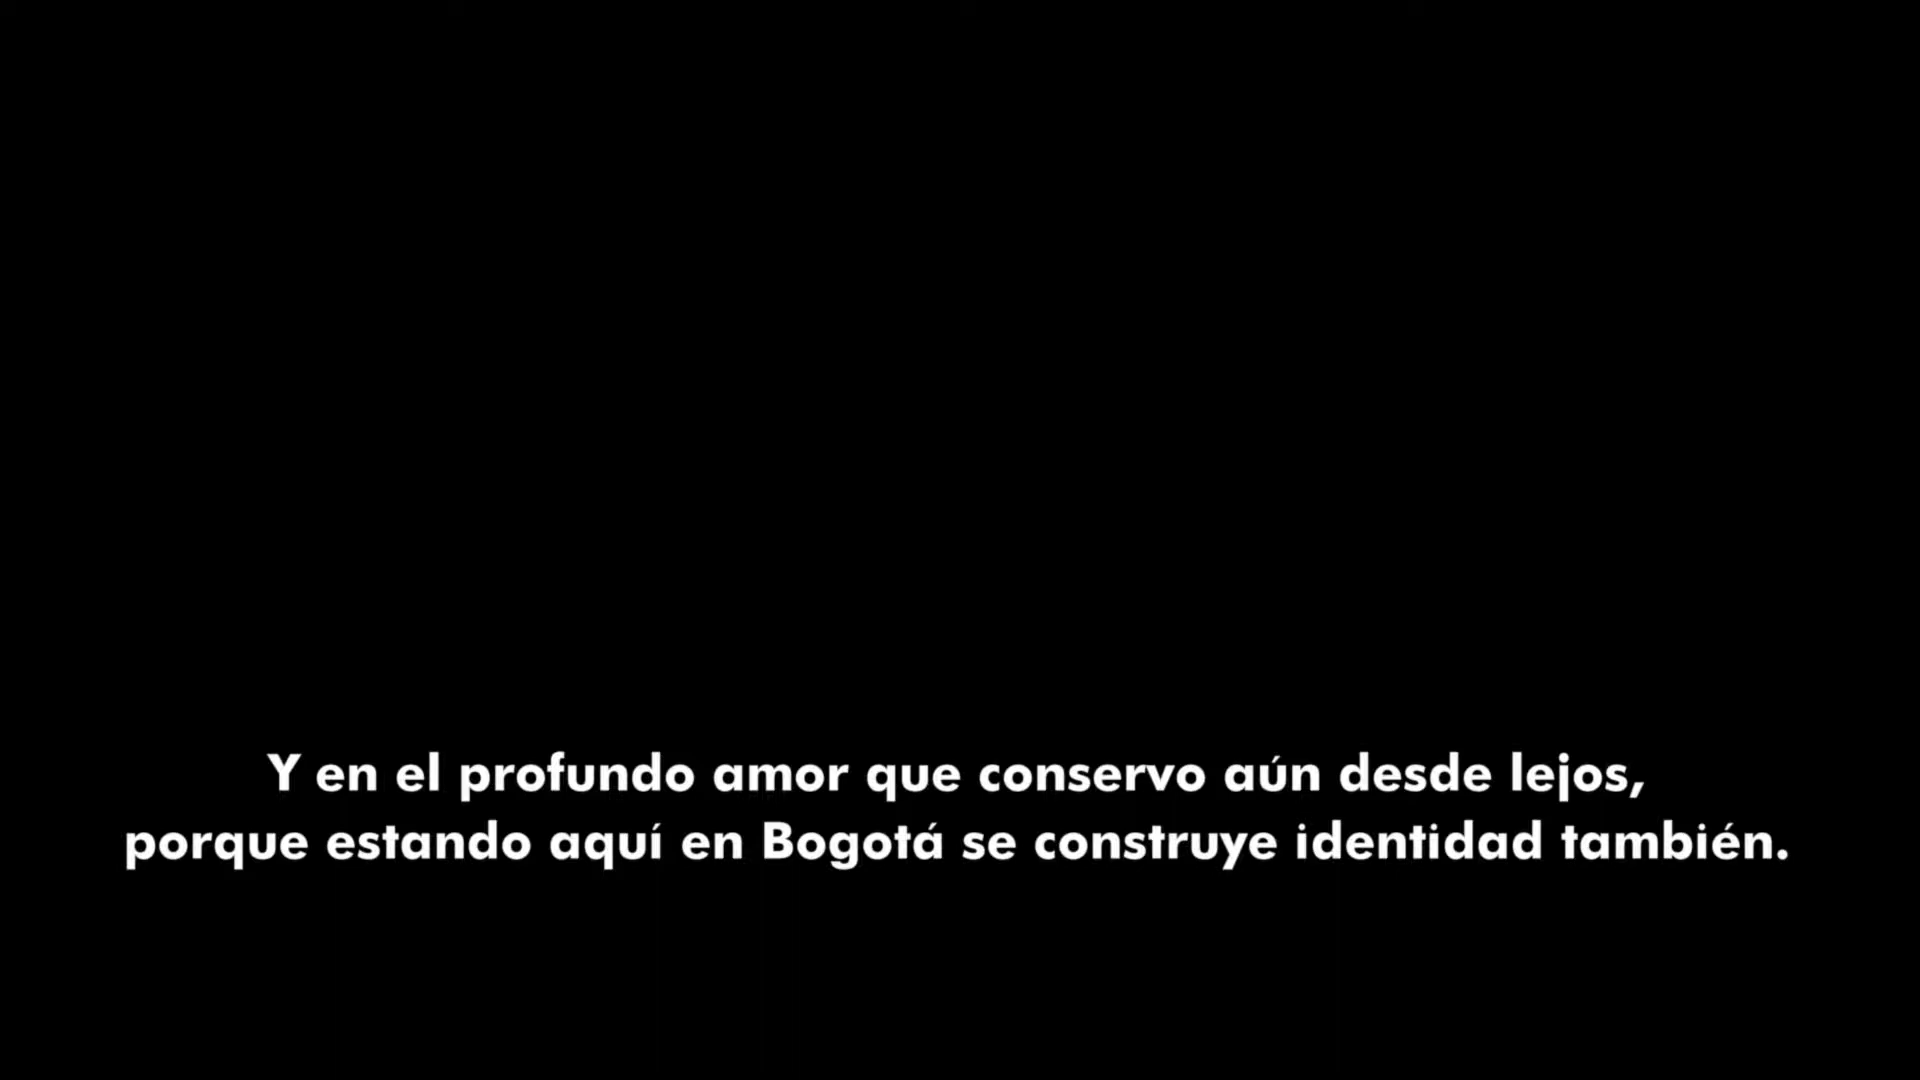 Y en el profundo amor que conservo aún desde lejos,
porque estando aquí en Bogotá se construye identidad también.